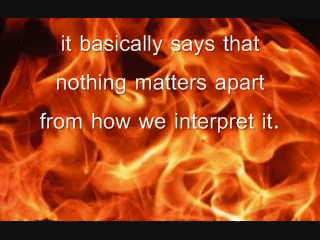 it basically says that
nothing matters apart
from how we interpret it.